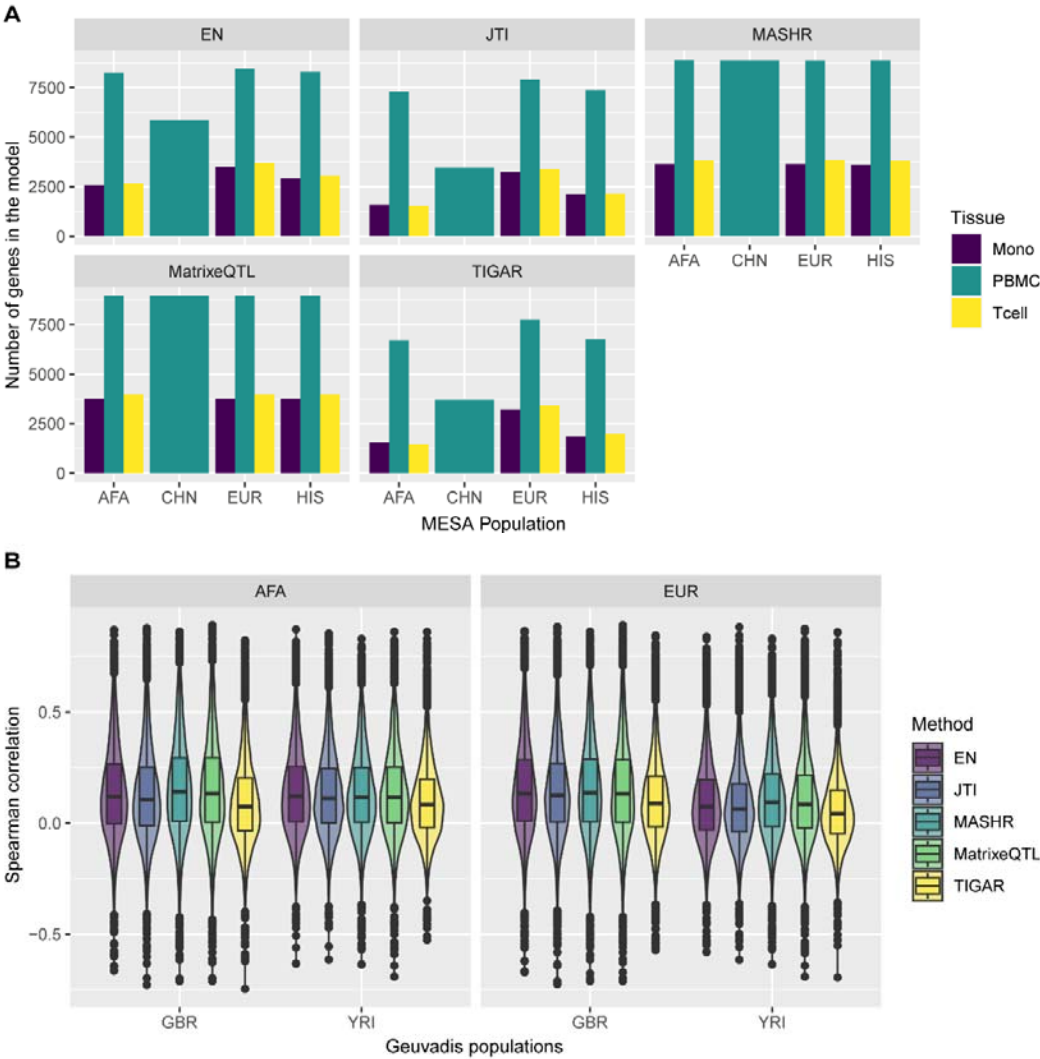 A
EN
JTI
MASHR
Number of genes in the model
7500
5000
2500
0
AFA
CHN
EUR
HIS
MatrixeQTL
TIGAR
7500
5000
2500
0
AFA
CHN
EUR
HIS
AFA
CHN
EUR
HIS
MESA Population
Tissue
Mono
PBMC
Tcell
B
AFA
EUR
Spearman correlation
0.5
0.0
−0.5
GBR
YRI
GBR
YRI
Geuvadis populations
Method
EN
JTI
MASHR
MatrixeQTL
TIGAR